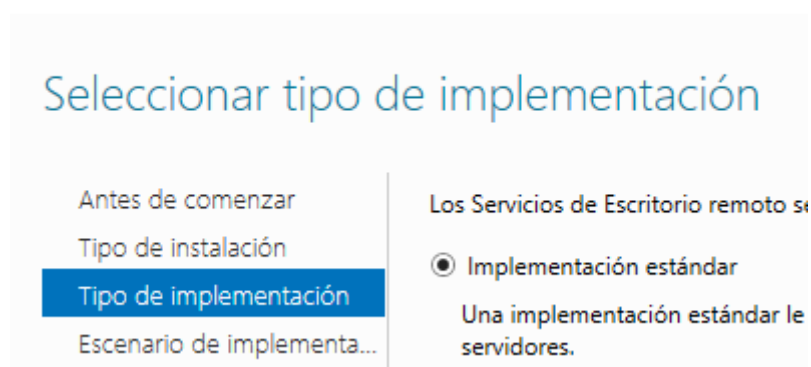 Seleccionar tipo de implementación
Antes de comenzar
Tipo de instalación
Tipo de implementación
Escenario de implementa...
Los Servicios de Escritorio remoto
Implementación estándar
Una implementación estándar le
servidores.